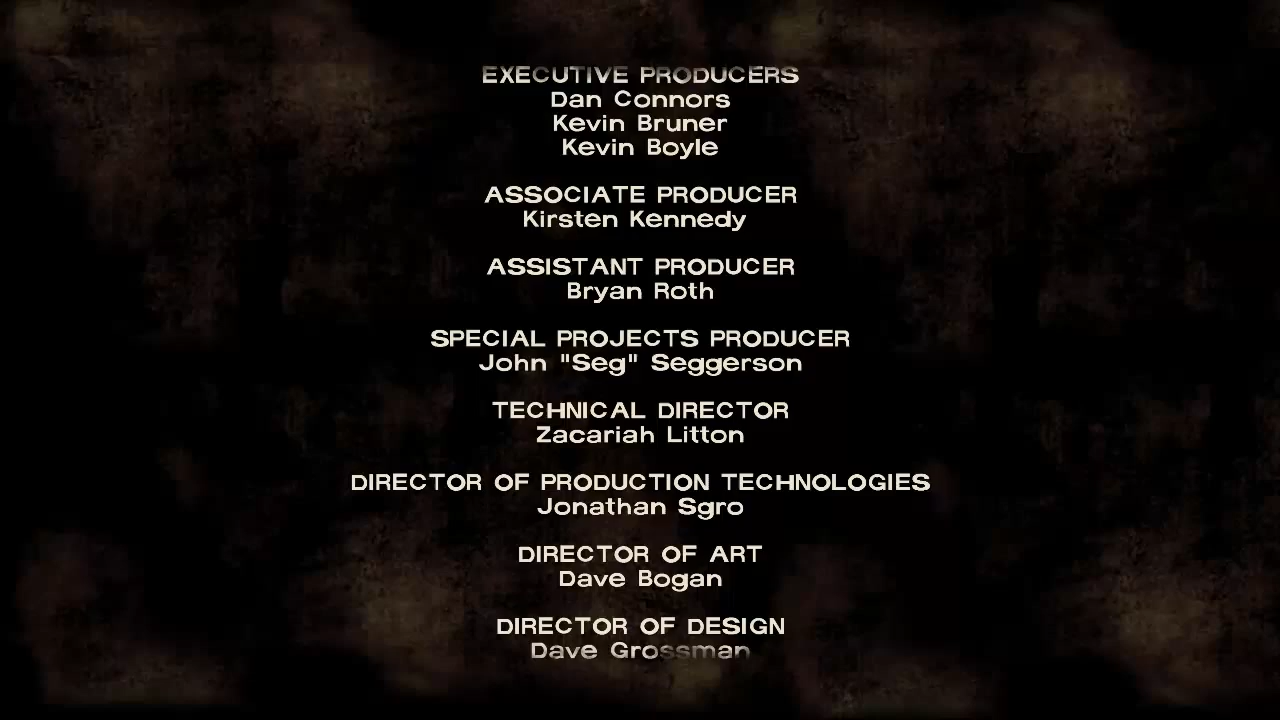 EXECUTIVE PRODUCERS
Dan Connors
Kevin Bruner
Kevin Boyle
ASSOCIATE PRODUCER
Kirsten Kennedy
ASSISTANT PRODUCER
Bryan Roth
SPECIAL PROJECTS PRODUCER
John "Seg" Seggerson
TECHNICAL DIRECTOR
Zacariah Litton
DIRECTOR OF PRODUCTION TECHNOLOGIES
Jonathan Sgro
DIRECTOR OF ART
Dave Bogan
DIRECTOR OF DESIGN
Dave Grossman